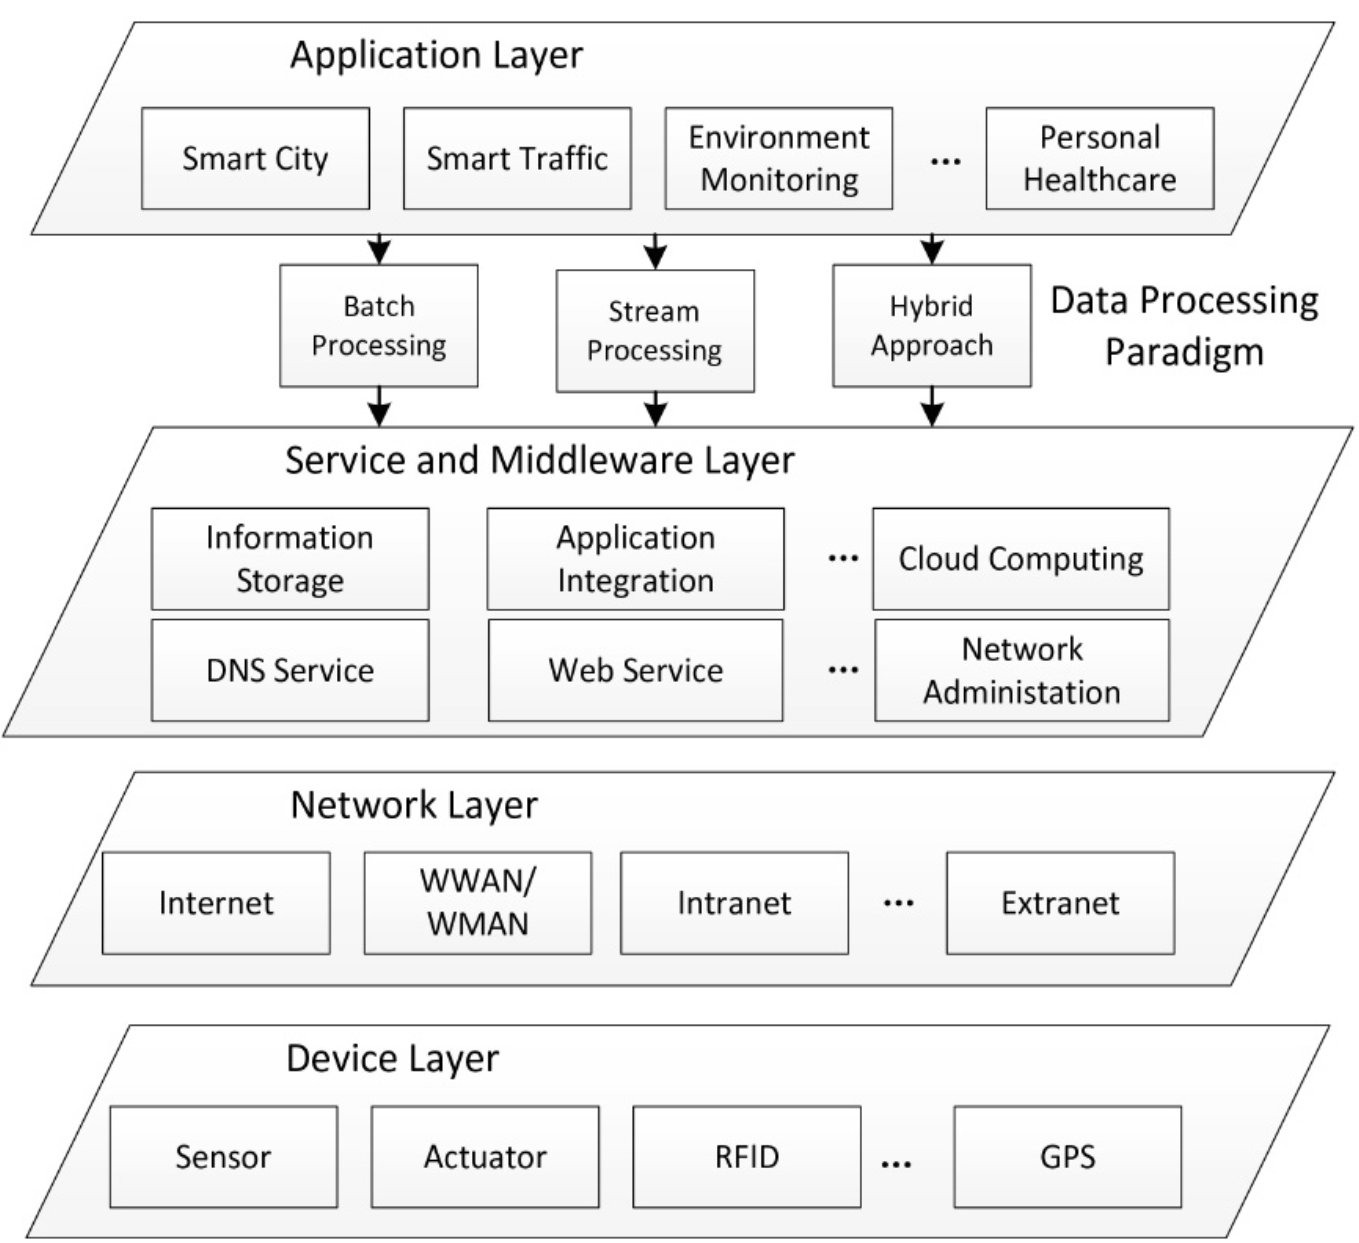 Application Layer
Smart City
Smart Traffic
Environment
Monitoring
...
Personal
Healthcare
Batch
Processing
Stream
Processing
Hybrid
Approach
Data Processing
Paradigm
Service and Middleware Layer
Information
Storage
Application
Integration
...
Cloud Computing
DNS Service
Web Service
...
Network
Administation
Network Layer
Internet
WWAN/
WMAN
Intranet
...
Extranet
Device Layer
Sensor
Actuator
RFID
...
GPS